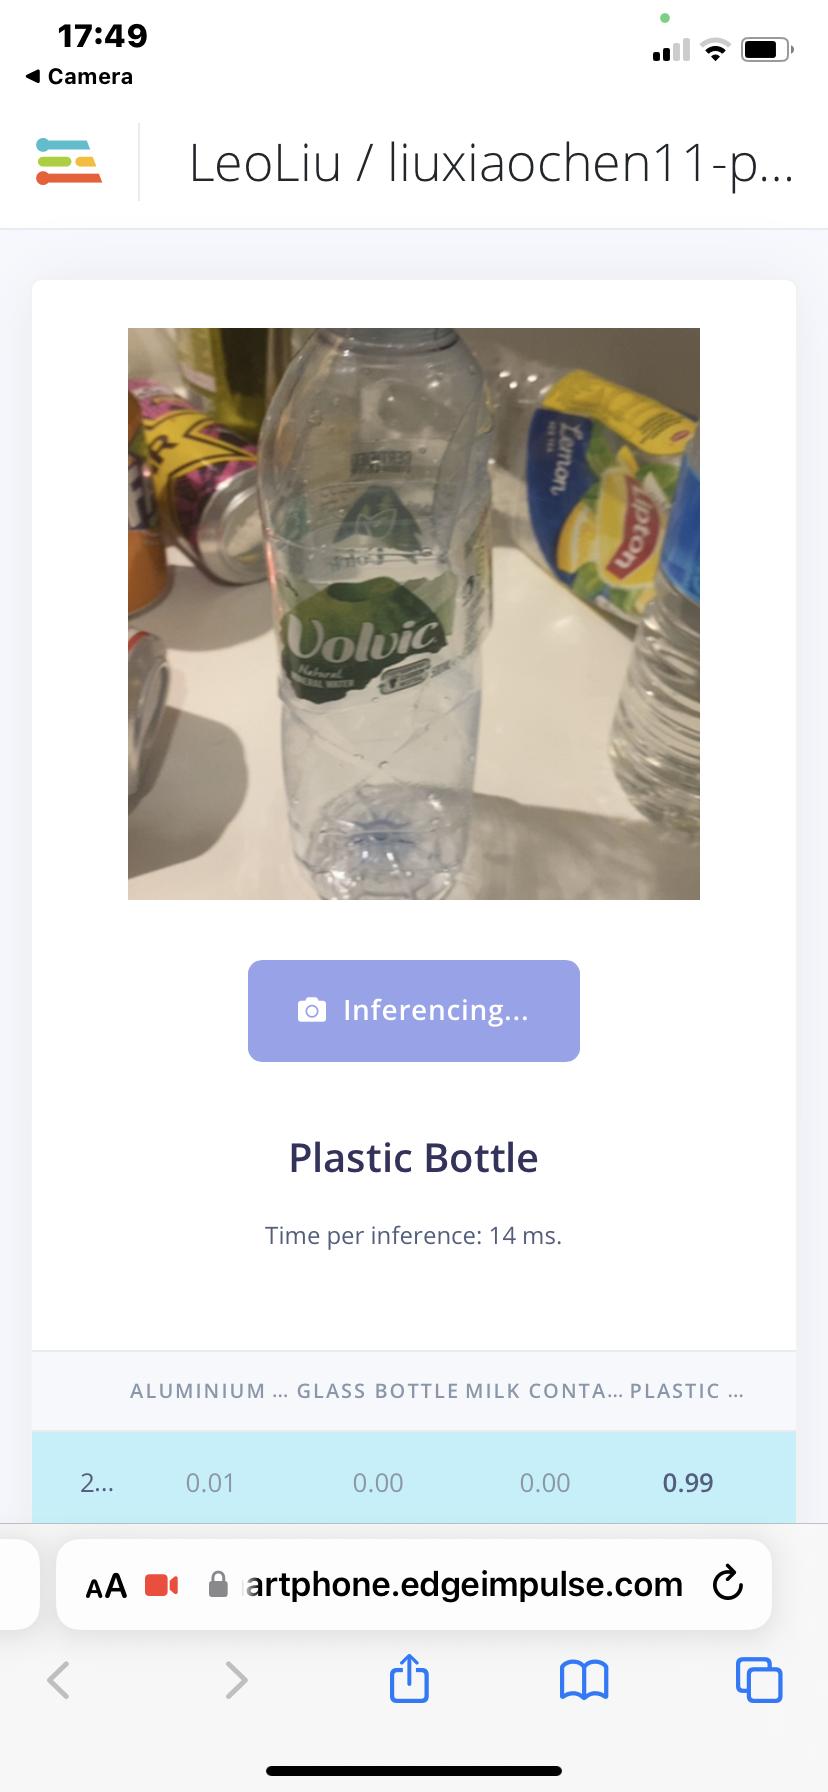 17:49
Camera
LeoLiu / liuxiaochen11-p...
Lemon
ICE TEA
Lipton
Volvic
Natural
MINERAL WATER
Inferencing...
Plastic Bottle
Time per inference: 14 ms.
ALUMINIUM ... GLASS BOTTLE MILK CONTA... PLASTIC ...
2... 0.01 0.00 0.00 0.99
AA artphone.edgeimpulse.com